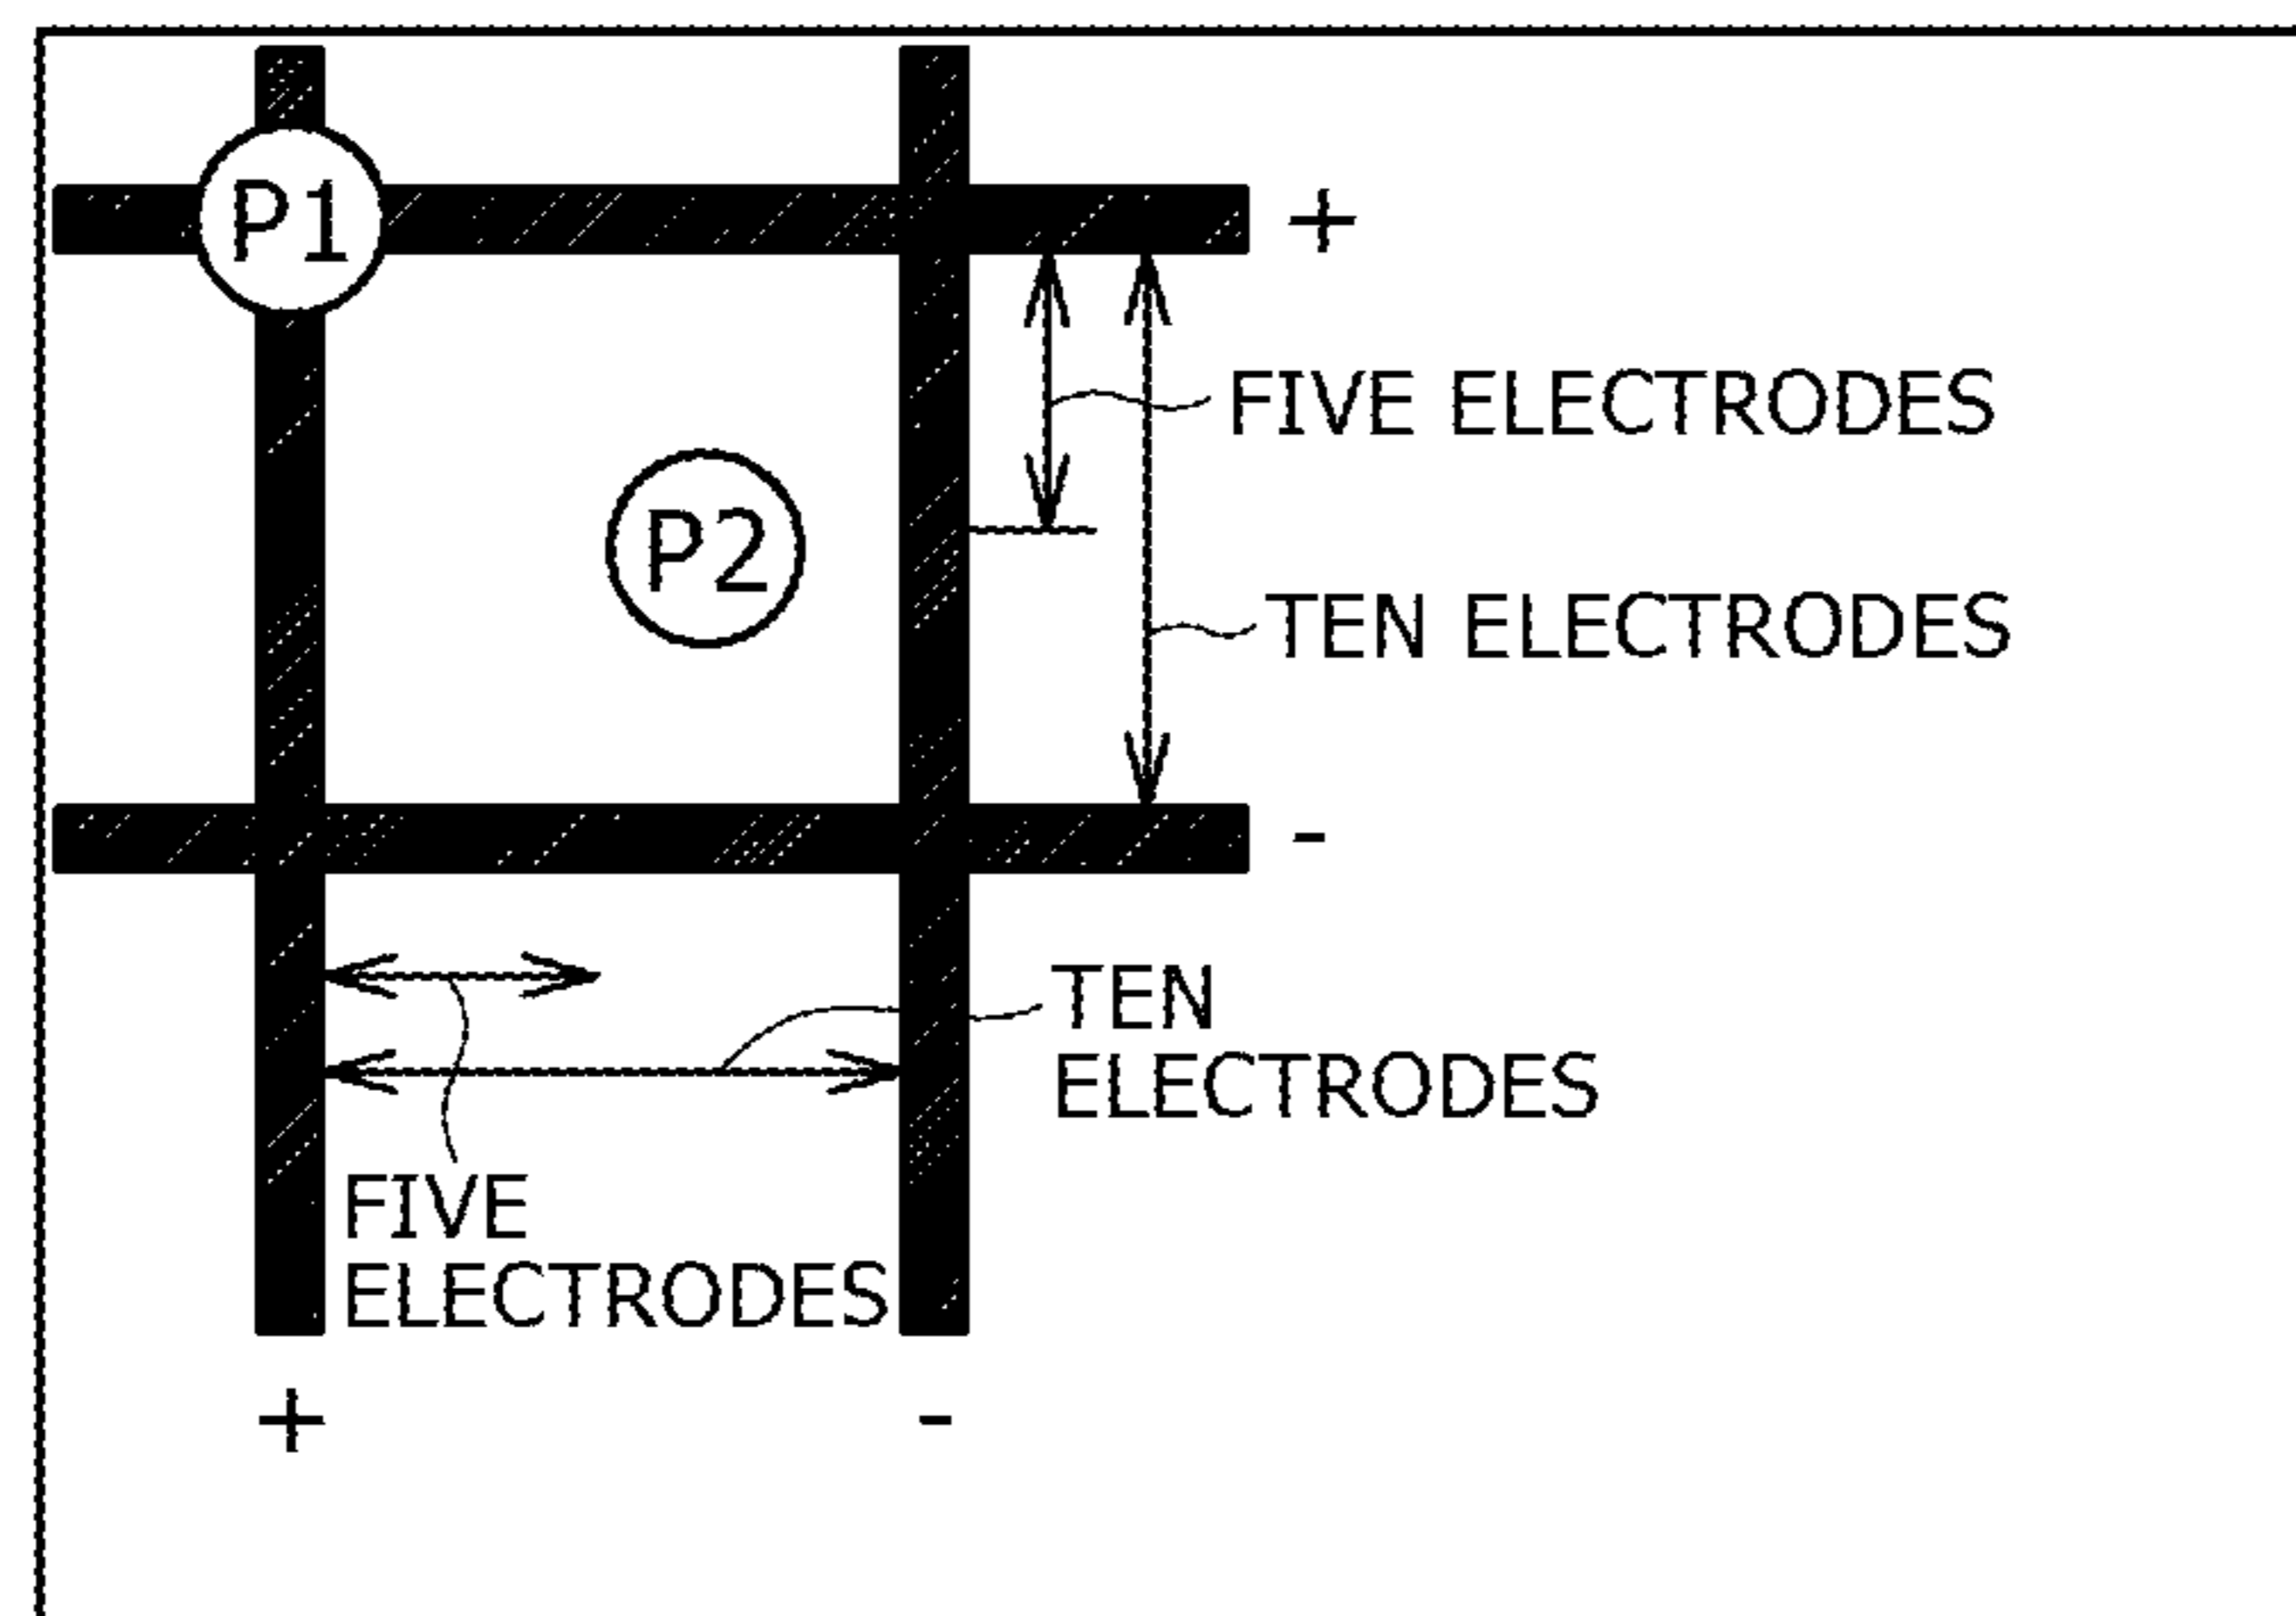 P1
+
FIVE ELECTRODES
P2
TEN ELECTRODES
-
TEN
ELECTRODES
FIVE
ELECTRODES
+
-